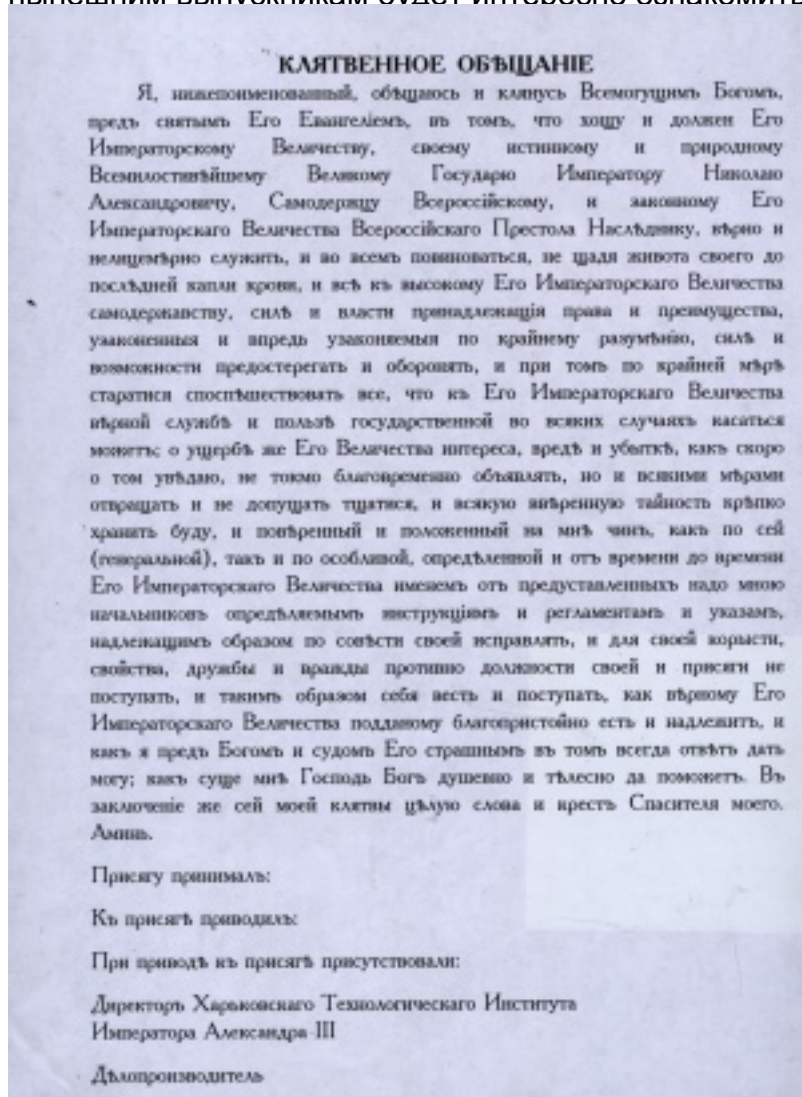 нынешним выпускникам будет интересно ознакомить
КЛЯТВЕННОЕ ОБѢЩАНІЕ
Я, нижепоименованный, обѣщаюсь и клянусь Всемогущимъ Богомъ,
предъ святымъ Его Евангеліемъ, въ томъ, что хощу и должен Его
Императорскому Величеству, своему истинному и природному
Всемилостивѣйшему Великому Государю Императору Николаю
Александровичу, Самодержцу Всероссійскому, и законному Его
Императорскаго Величества Всероссійскаго Престола Наслѣднику, вѣрно и
нелицемѣрно служить, и во всемъ повиноваться, не щадя живота своего до
послѣдней капли крови, и всѣ къ высокому Его Императорскаго Величества
самодержавству, силѣ и власти принадлежащія права и преимущества,
узаконенныя и впредь узаконяемыя по крайнему разумѣнію, силѣ и
возможности предостерегать и оборонять, и при томъ по крайней мѣрѣ
старатися споспѣшествовать все, что къ Его Императорскаго Величества
вѣрной службѣ и пользѣ государственной во всякихъ случаяхъ касаться
можетъ; о ущербѣ же Его Величества интереса, вредѣ и убыткѣ, какъ скоро
о том увѣдаю, не токмо благовременно объявлять, но и всякими мѣрами
отвращать и не допущать тщатися, и всякую ввѣренную тайность крѣпко
хранить буду, и повѣренный и положенный на мнѣ чинъ, какъ по сей
(генеральной), такъ и по особливой, опредѣленной и отъ времени до времени
Его Императорскаго Величества именемъ отъ предуставленныхъ надо мною
начальниковъ опредѣляемымъ инструкціямъ и регламентамъ и указамъ,
надлежащимъ образом по совѣсти своей исправлять, и для своей корысти,
свойства, дружбы и вражды противно должности своей и присяги не
поступать, и такимъ образом себя весть и поступать, как вѣрному Его
Императорскаго Величества подданому благопристойно есть и надлежить, и
какъ я предъ Богомъ и судомъ Его страшнымъ въ томъ всегда отвѣтъ дать
могу; какъ суще мнѣ Господь Богъ душевно и тѣлесно да поможетъ. Въ
заключеніе же сей моей клятвы цѣлую слова и крестъ Спасителя моего.
Аминь.
Присягу принималъ:
Къ присягѣ приводилъ:
При приводѣ къ присягѣ присутствовали:
Директоръ Харьковскаго Технологическаго Института
Императора Александра III
Дѣлопроизводитель